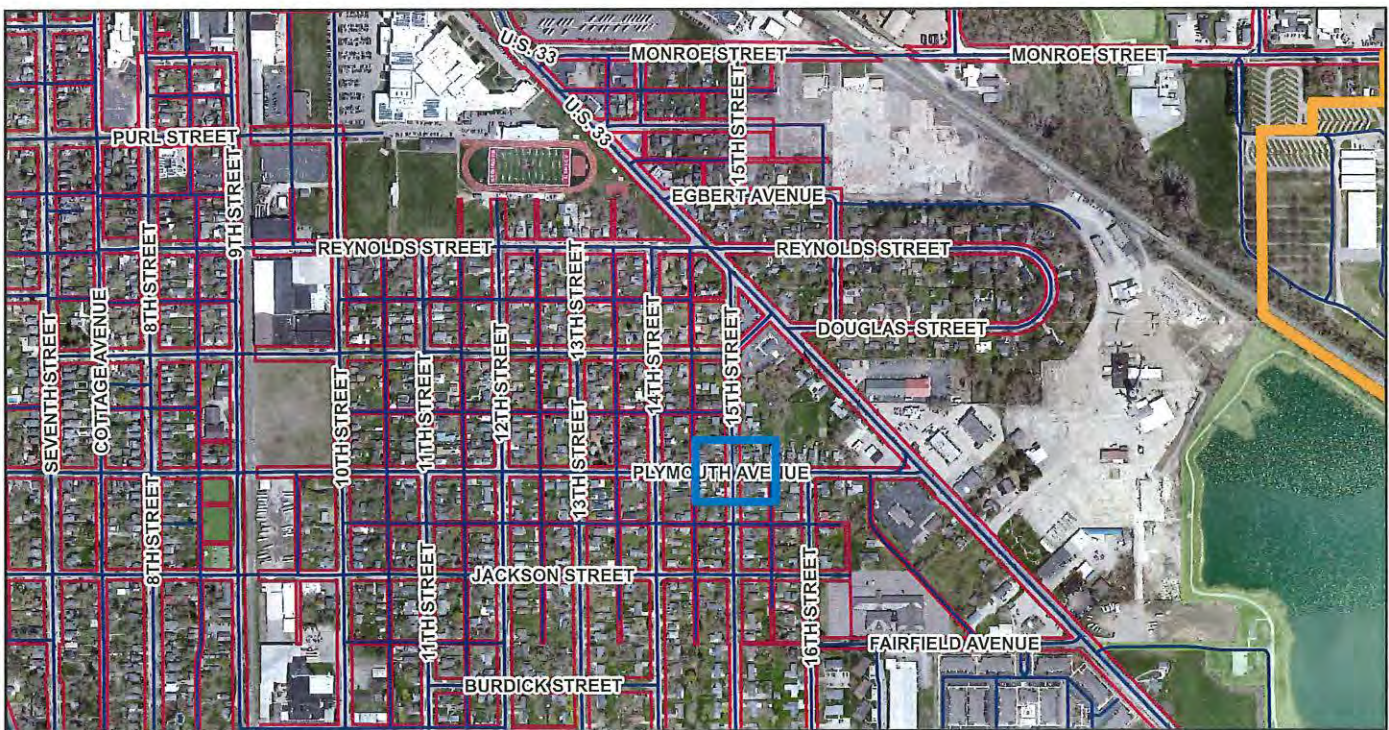 U.S. 33
MONROE STREET
MONROE STREET
15TH STREET
U.S. 33
PURL STREET
9TH STREET
EGBERT AVENUE
REYNOLDS STREET
REYNOLDS STREET
8TH STREET
13TH STREET
14TH STREET
15TH STREET
DOUGLAS STREET
SEVENTH STREET
COTTAGE AVENUE
10TH STREET
11TH STREET
12TH STREET
PLYMOUTH AVENUE
8TH STREET
13TH STREET
JACKSON STREET
11TH STREET
16TH STREET
FAIRFIELD AVENUE
BURDICK STREET